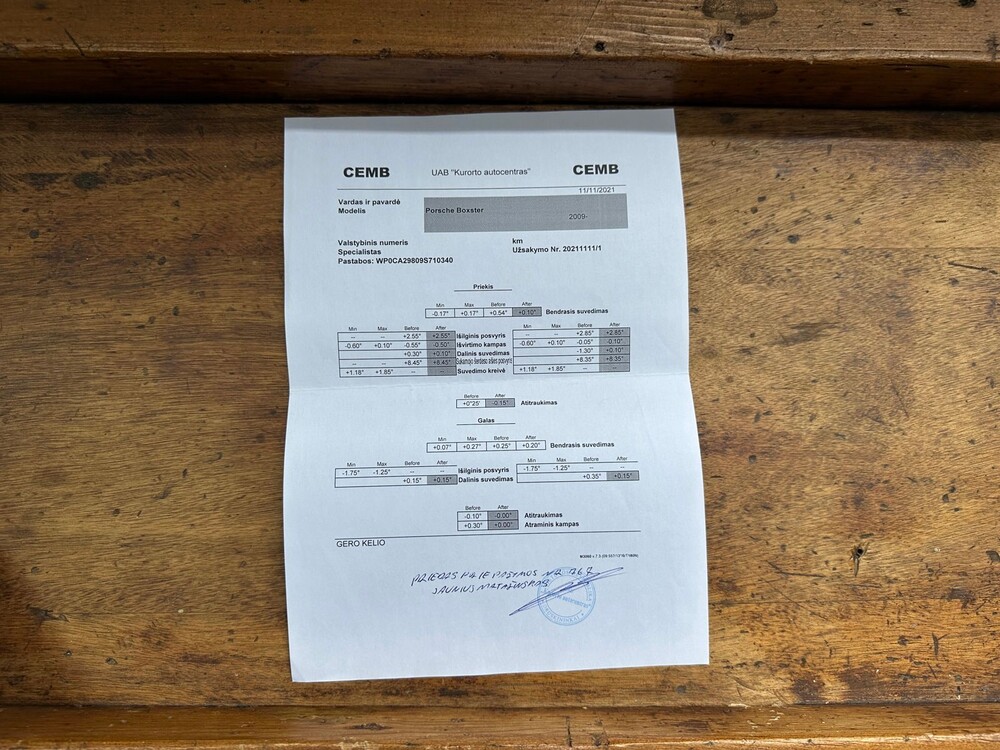 CEMB UAB "Kurorto autocentras" CEMB
11/11/2021
Vardas ir pavardė
Modelis Porsche Boxster
2009-
Valstybinis numeris km
Specialistas Užsakymo Nr. 20211111/1
Pastabos: WP0CA29809S710340
Priekis
Min Max Before After
-0.17° +0.17° +0.54° +0.10° Bendrasis suvedimas
Min Max Before After Min Max Before After
-- -- +2.55° +2.55° Išilginis posvyris -- -- +2.85° +2.85°
-0.60° +0.10° -0.55° -0.50° Išvirtimo kampas -0.60° +0.10° -0.05° -0.10°
+0.30° +0.10° Dalinis suvedimas -1.30° +0.10°
-- -- +8.45° +8.45° posvyris +8.35° +8.35°
+1.18° +1.85° -- -- Suvedimo kreivė +1.18° +1.85° -- --
Before After
+0°25' -0.15° Atitraukimas
Galas
Min Max Before After
+0.07° +0.27° +0.25° +0.20° Bendrasis suvedimas
Min Max Before After Min Max Before After
-1.75° -1.25° -- -- Išilginis posvyris -1.75° -1.25° -- --
+0.15° +0.15° Dalinis suvedimas +0.35° +0.15°
Before After
-0.10° -0.00° Atitraukimas
+0.30° +0.00° Atraminis kampas
GERO KELIO
PRIEDAS PRIE
JAUNIUS